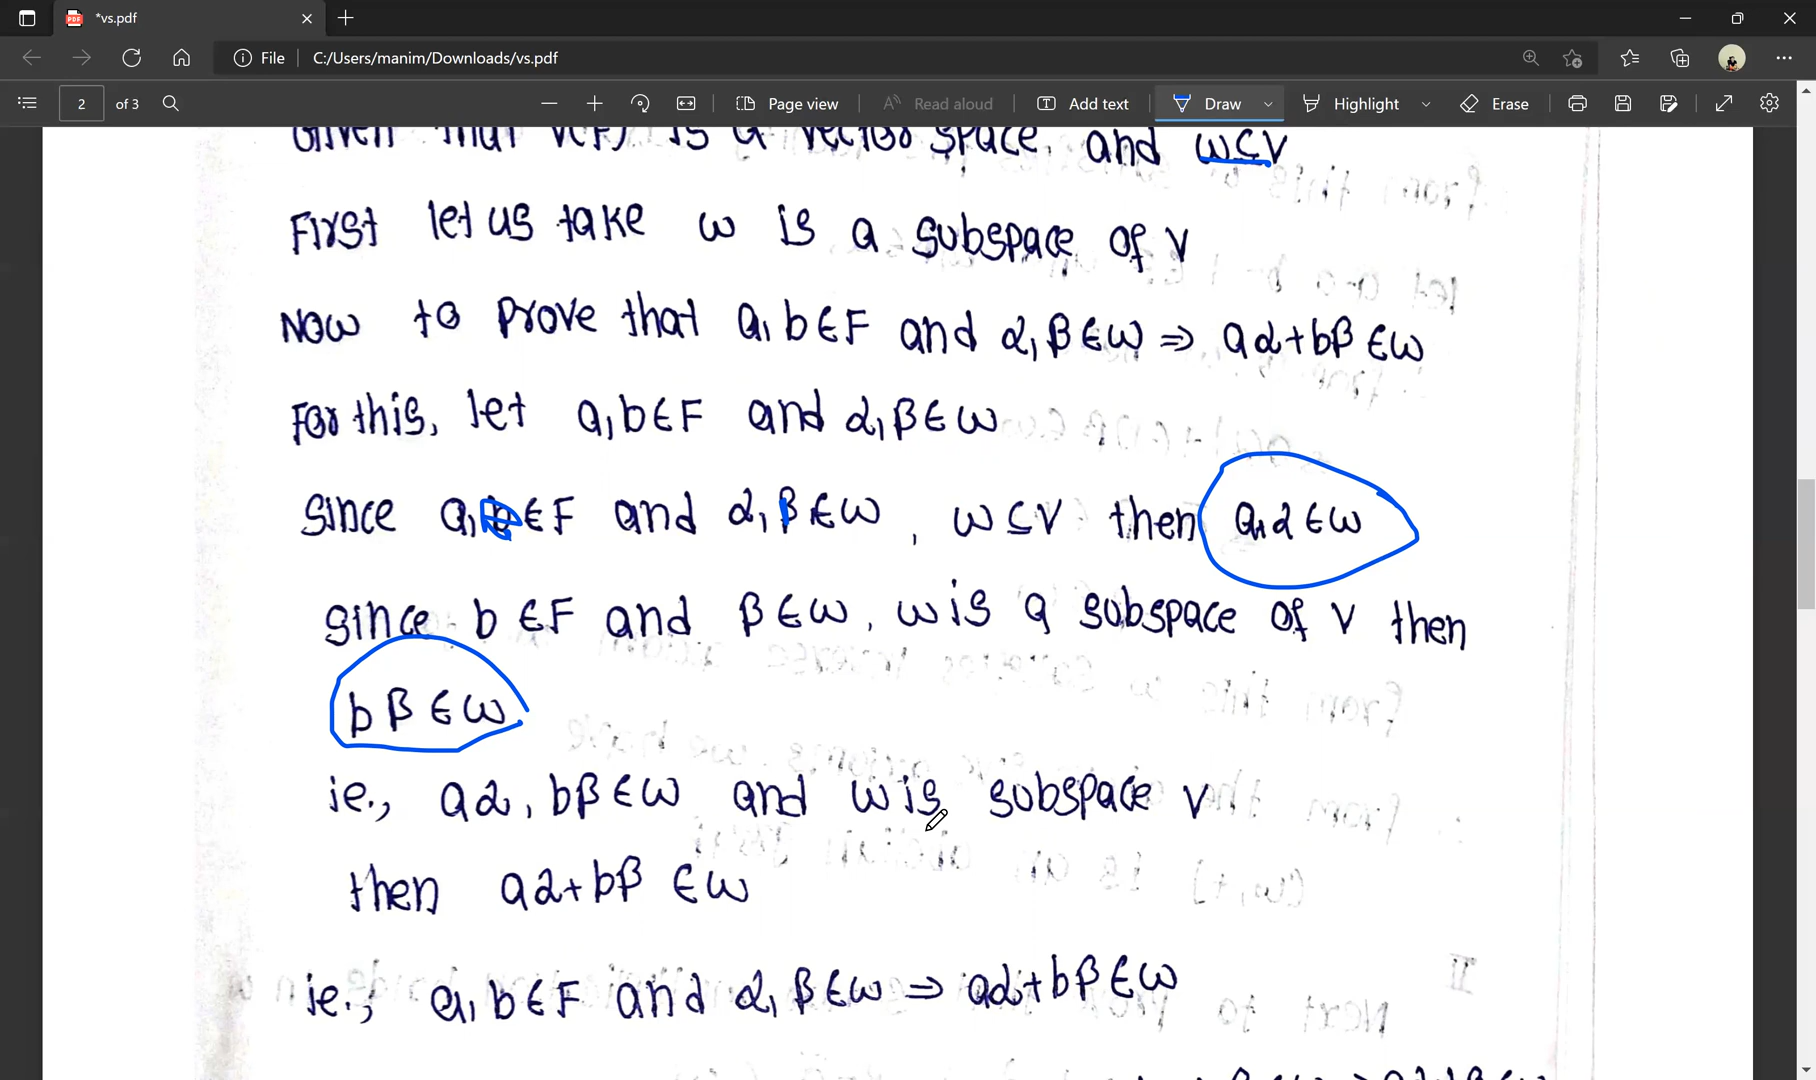 *vs.pdf
File C:/Users/manim/Downloads/vs.pdf
2 of 3 Page view Read aloud Add text Draw Highlight Erase
Given that V(F) is a vector space and W⊆V
First let us take W is a subspace of V
Now to prove that a, b∈F and α, β∈W ⇒ aα+bβ∈W
For this, let a, b∈F and α, β∈W
Since a, b∈F and α, β∈W, W⊆V then a.α∈W
since b∈F and β∈W, W is a subspace of V then
bβ∈W
ie., aα, bβ∈W and W is subspace V
then aα+bβ∈W
ie., a, b∈F and α, β∈W ⇒ aα+bβ∈W